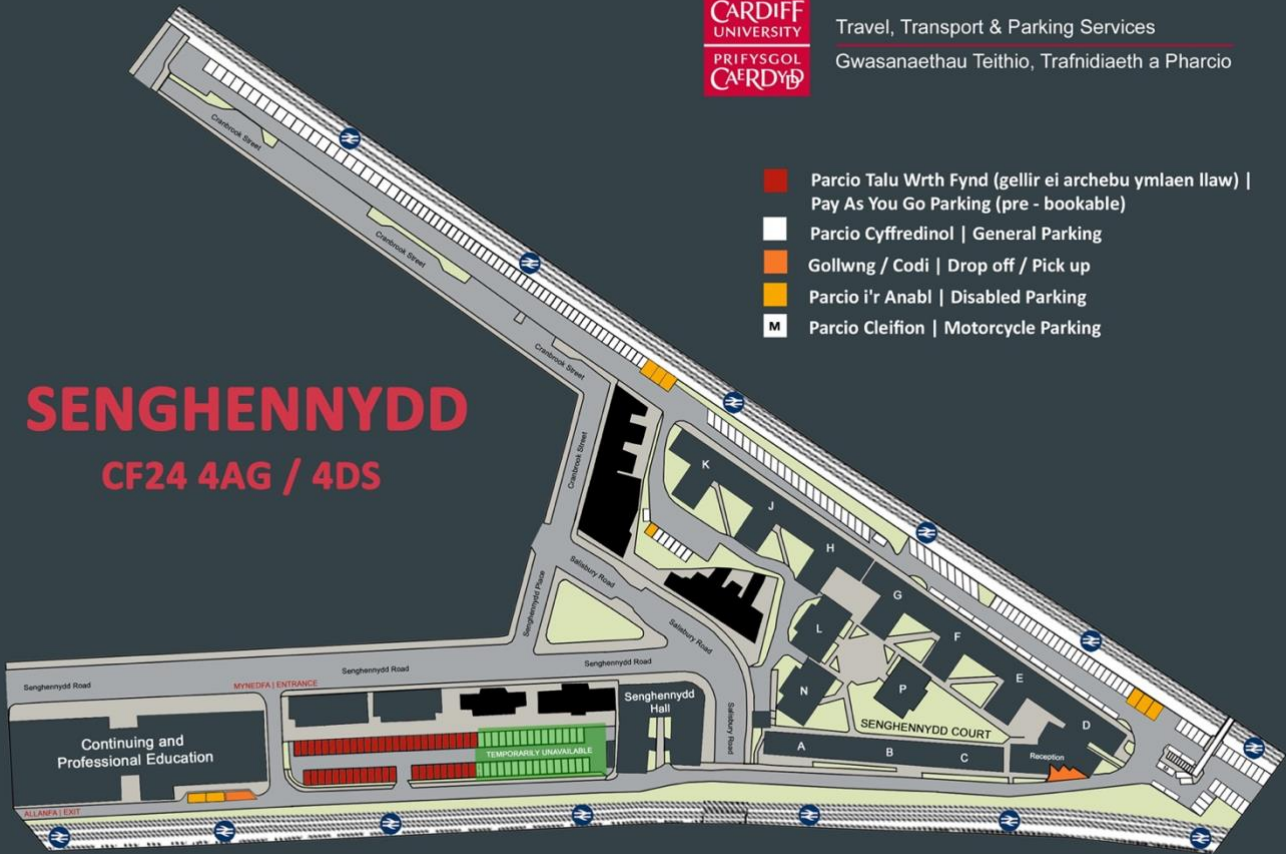 CARDIFF
UNIVERSITY
PRIFYSGOL
CAERDYDD
Travel, Transport & Parking Services
Gwasanaethau Teithio, Trafnidiaeth a Pharcio
Parcio Talu Wrth Fynd (gellir ei archebu ymlaen llaw) |
Pay As You Go Parking (pre - bookable)
Parcio Cyffredinol | General Parking
Gollwng / Codi | Drop off / Pick up
Parcio i'r Anabl | Disabled Parking
M Parcio Cleifion | Motorcycle Parking
SENGHENNYDD
CF24 4AG / 4DS
Cranbrook Street
Cranbrook Street
Cranbrook Street
Cranbrook Street
K
J
H
G
F
E
D
L
N
P
SENGHENNYDD COURT
A
B
C
Reception
Salisbury Road
Salisbury Road
Salisbury Road
Senghennydd Place
Senghennydd Road
Senghennydd Road
Senghennydd Road
MYNEDFA | ENTRANCE
Senghennydd
Hall
Continuing and
Professional Education
TEMPORARILY UNAVAILABLE
ALLANFA | EXIT